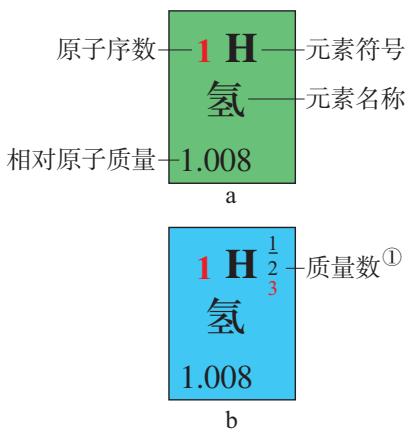 原子序数 1 H 元素符号
氢 元素名称
相对原子质量 1.008
a
1 H 1
2 质量数①
3
氢
1.008
b